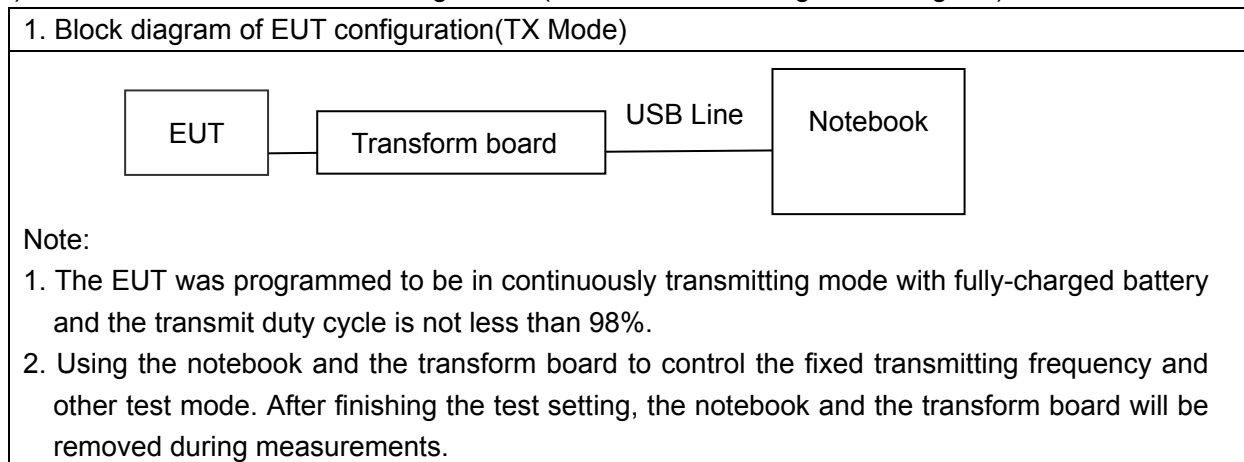 1. Block diagram of EUT configuration(TX Mode)
EUT
Transform board
USB Line
Notebook
Note:
1. The EUT was programmed to be in continuously transmitting mode with fully-charged battery
and the transmit duty cycle is not less than 98%.
2. Using the notebook and the transform board to control the fixed transmitting frequency and
other test mode. After finishing the test setting, the notebook and the transform board will be
removed during measurements.